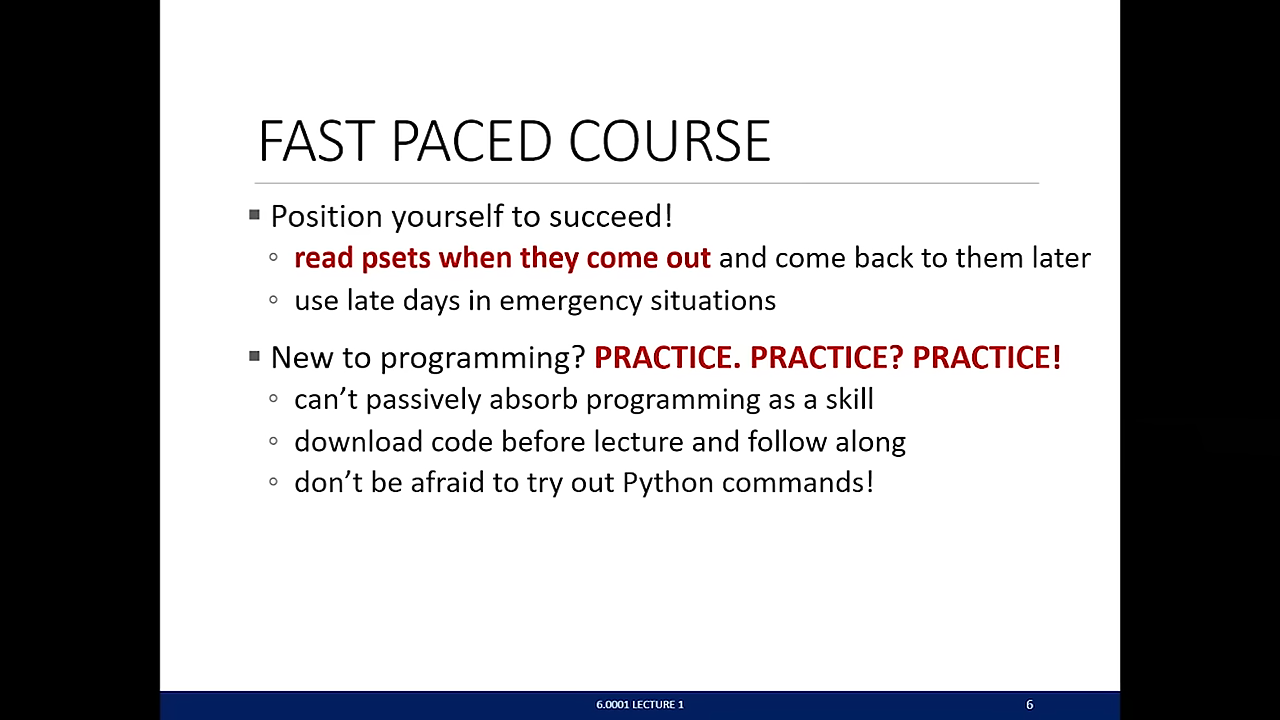 FAST PACED COURSE
▪ Position yourself to succeed!
◦ read psets when they come out and come back to them later
◦ use late days in emergency situations
▪ New to programming? PRACTICE. PRACTICE? PRACTICE!
◦ can’t passively absorb programming as a skill
◦ download code before lecture and follow along
◦ don’t be afraid to try out Python commands!
6.0001 LECTURE 1
6